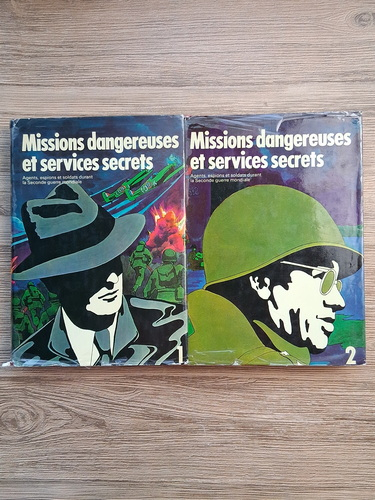 Missions dangereuses
et services secrets
Agents, espions et soldats durant
la Seconde guerre mondiale
1
Missions dangereuses
et services secrets
Agents, espions et soldats durant
la Seconde guerre mondiale
2